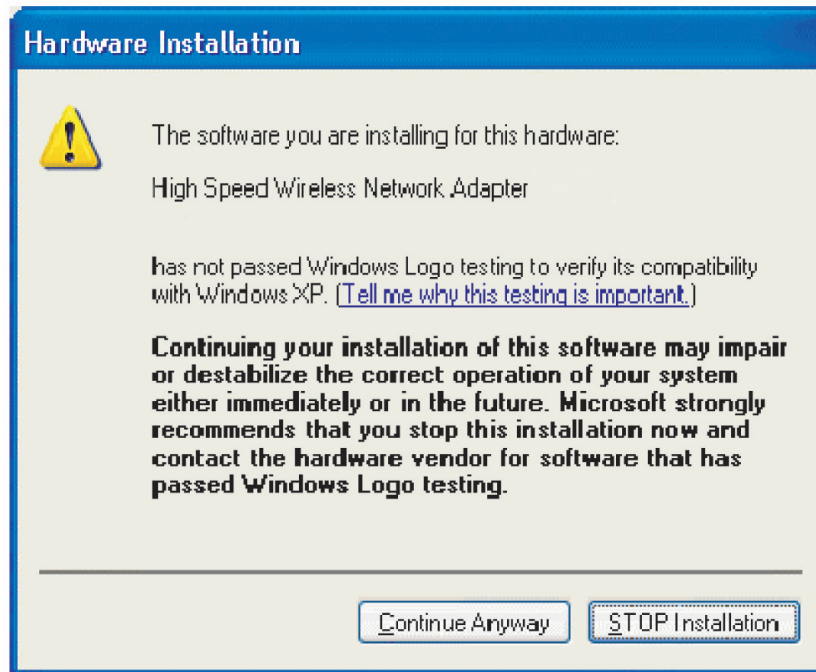 Hardware Installation
The software you are installing for this hardware:
High Speed Wireless Network Adapter
has not passed Windows Logo testing to verify its compatibility
with Windows XP. (Tell me why this testing is important.)
Continuing your installation of this software may impair
or destabilize the correct operation of your system
either immediately or in the future. Microsoft strongly
recommends that you stop this installation now and
contact the hardware vendor for software that has
passed Windows Logo testing.
Continue Anyway STOP Installation